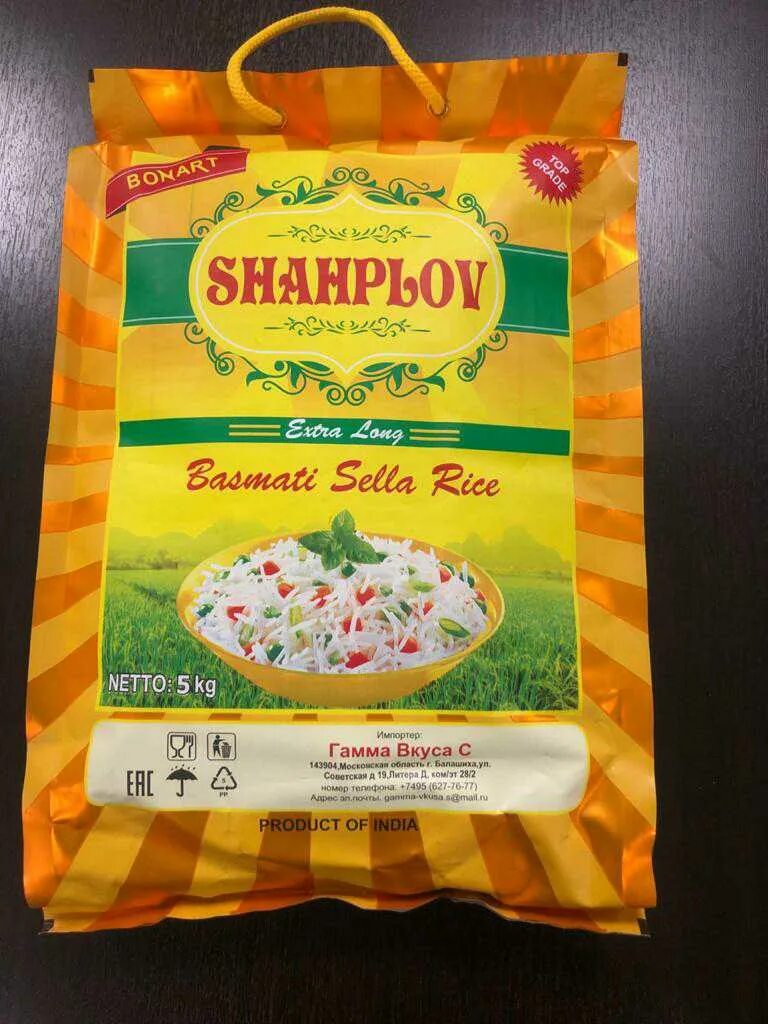 BONART
TOP
GRADE
SHAHPLOV
Extra Long
Basmati Sella Rice
NETTO: 5 kg
Импортер:
Гамма Вкуса С
143904,Московская область г. Балашиха,ул.
Советская д 19,Литера Д, ком/эт 28/2
номер телефона: +7495 (627-76-77)
Адрес эл.почты. gamma-vkusa.s@mail.ru
EAC
5
PP
PRODUCT OF INDIA